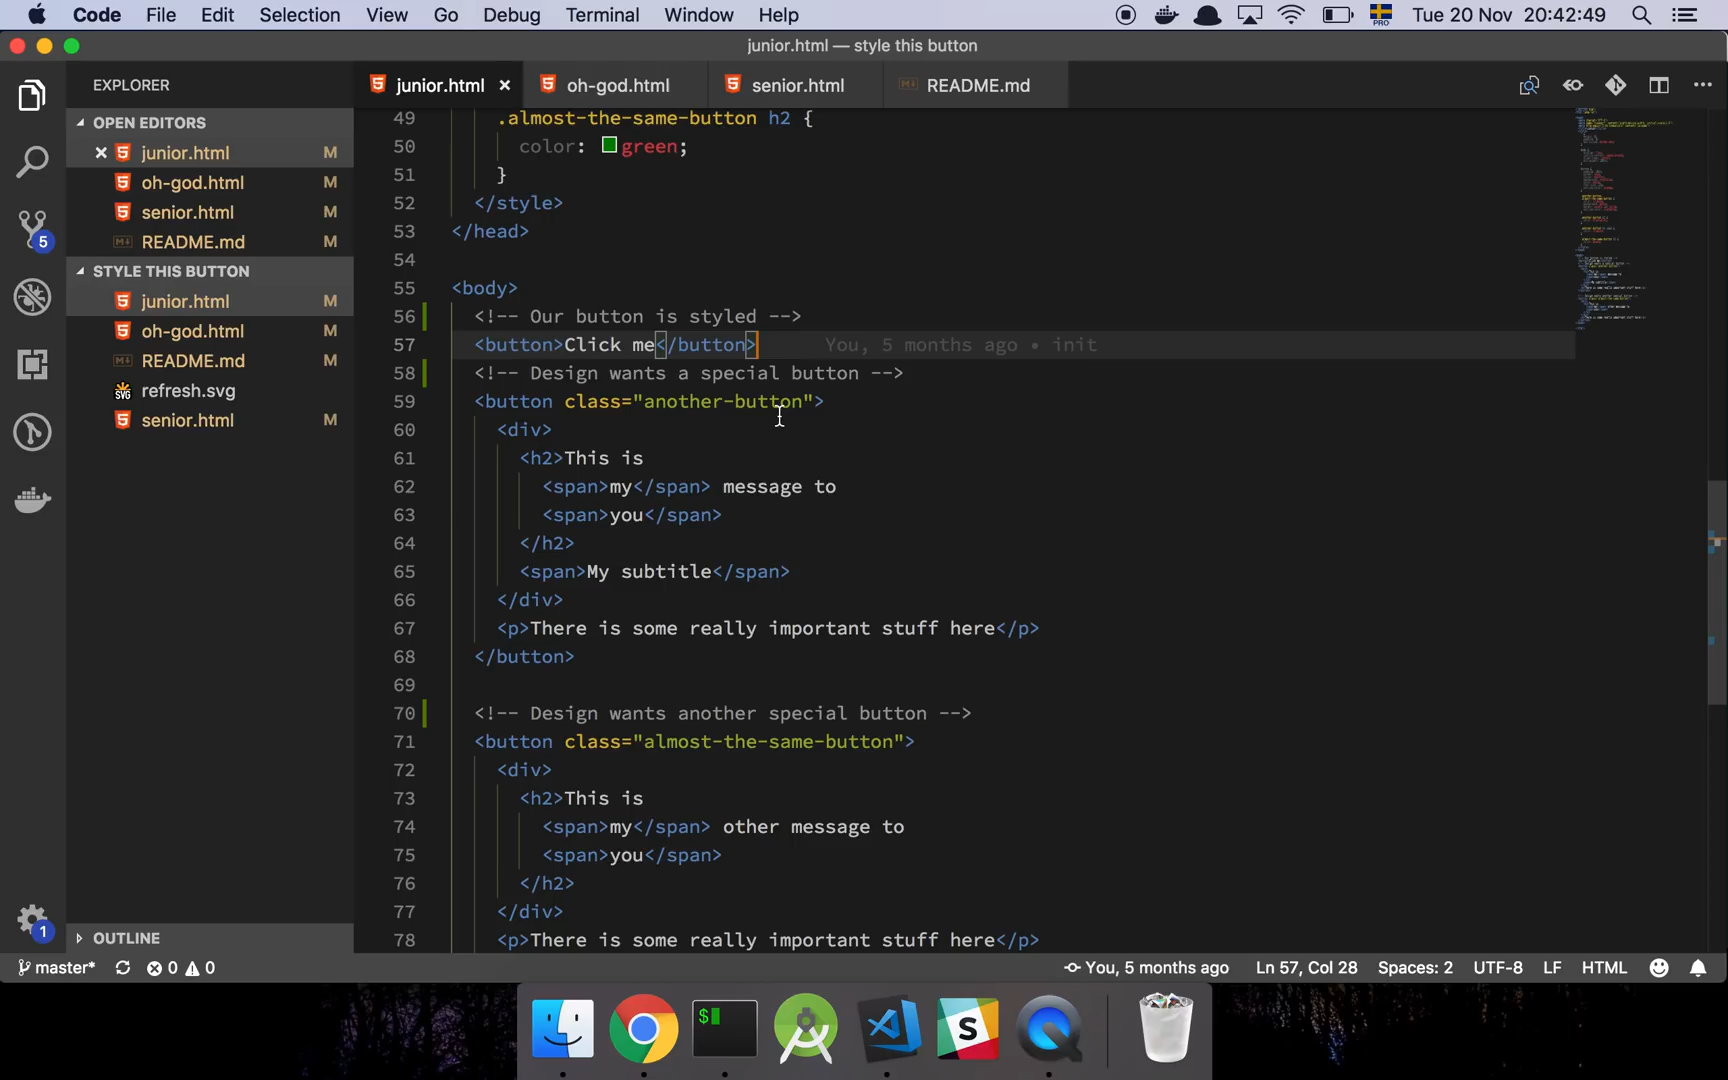 Code File Edit Selection View Go Debug Terminal Window Help PRO Tue 20 Nov 20:42:49
junior.html — style this button
EXPLORER
junior.html oh-god.html senior.html README.md
OPEN EDITORS
junior.html M
oh-god.html M
senior.html M
README.md M
STYLE THIS BUTTON
junior.html M
oh-god.html M
README.md M
SVG refresh.svg
senior.html M
OUTLINE
5
1
49 .almost-the-same-button h2 {
50 color: green;
51 }
52 </style>
53 </head>
54
55 <body>
56 <!-- Our button is styled -->
57 <button>Click me</button> You, 5 months ago • init
58 <!-- Design wants a special button -->
59 <button class="another-button">
60 <div>
61 <h2>This is
62 <span>my</span> message to
63 <span>you</span>
64 </h2>
65 <span>My subtitle</span>
66 </div>
67 <p>There is some really important stuff here</p>
68 </button>
69
70 <!-- Design wants another special button -->
71 <button class="almost-the-same-button">
72 <div>
73 <h2>This is
74 <span>my</span> other message to
75 <span>you</span>
76 </h2>
77 </div>
78 <p>There is some really important stuff here</p>
master* 0 0 You, 5 months ago Ln 57, Col 28 Spaces: 2 UTF-8 LF HTML
$
S